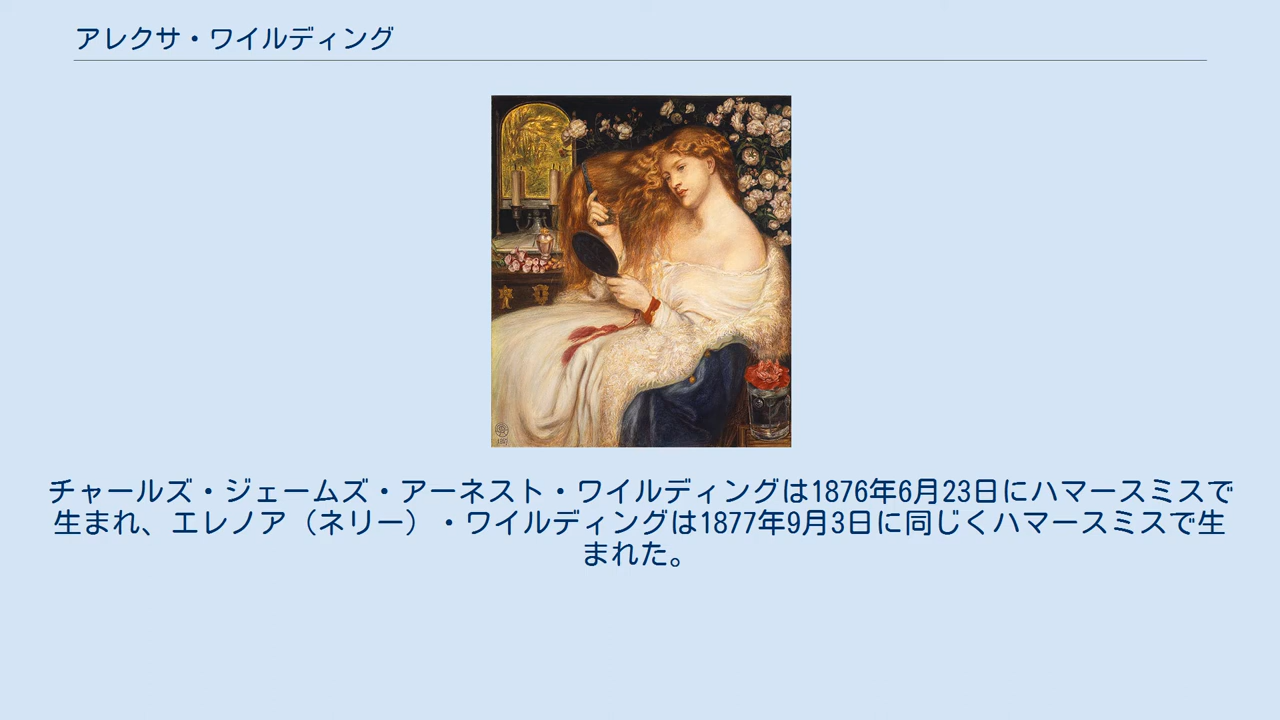 アレクサ・ワイルディング
チャールズ・ジェームズ・アーネスト・ワイルディングは1876年6月23日にハマースミスで
生まれ、エレノア（ネリー）・ワイルディングは1877年9月3日に同じくハマースミスで生
まれた。